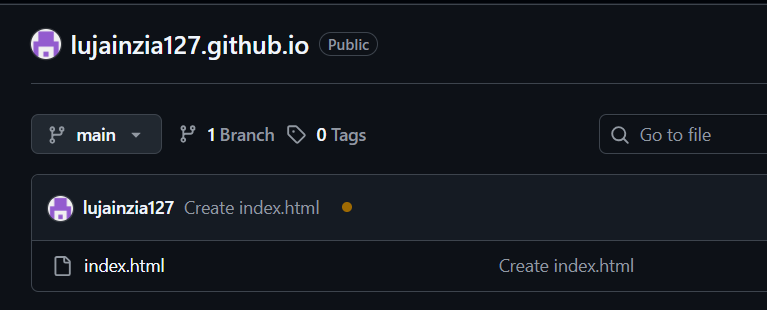 lujainzia127.github.io Public
main 1 Branch 0 Tags Go to file
lujainzia127 Create index.html
index.html Create index.html